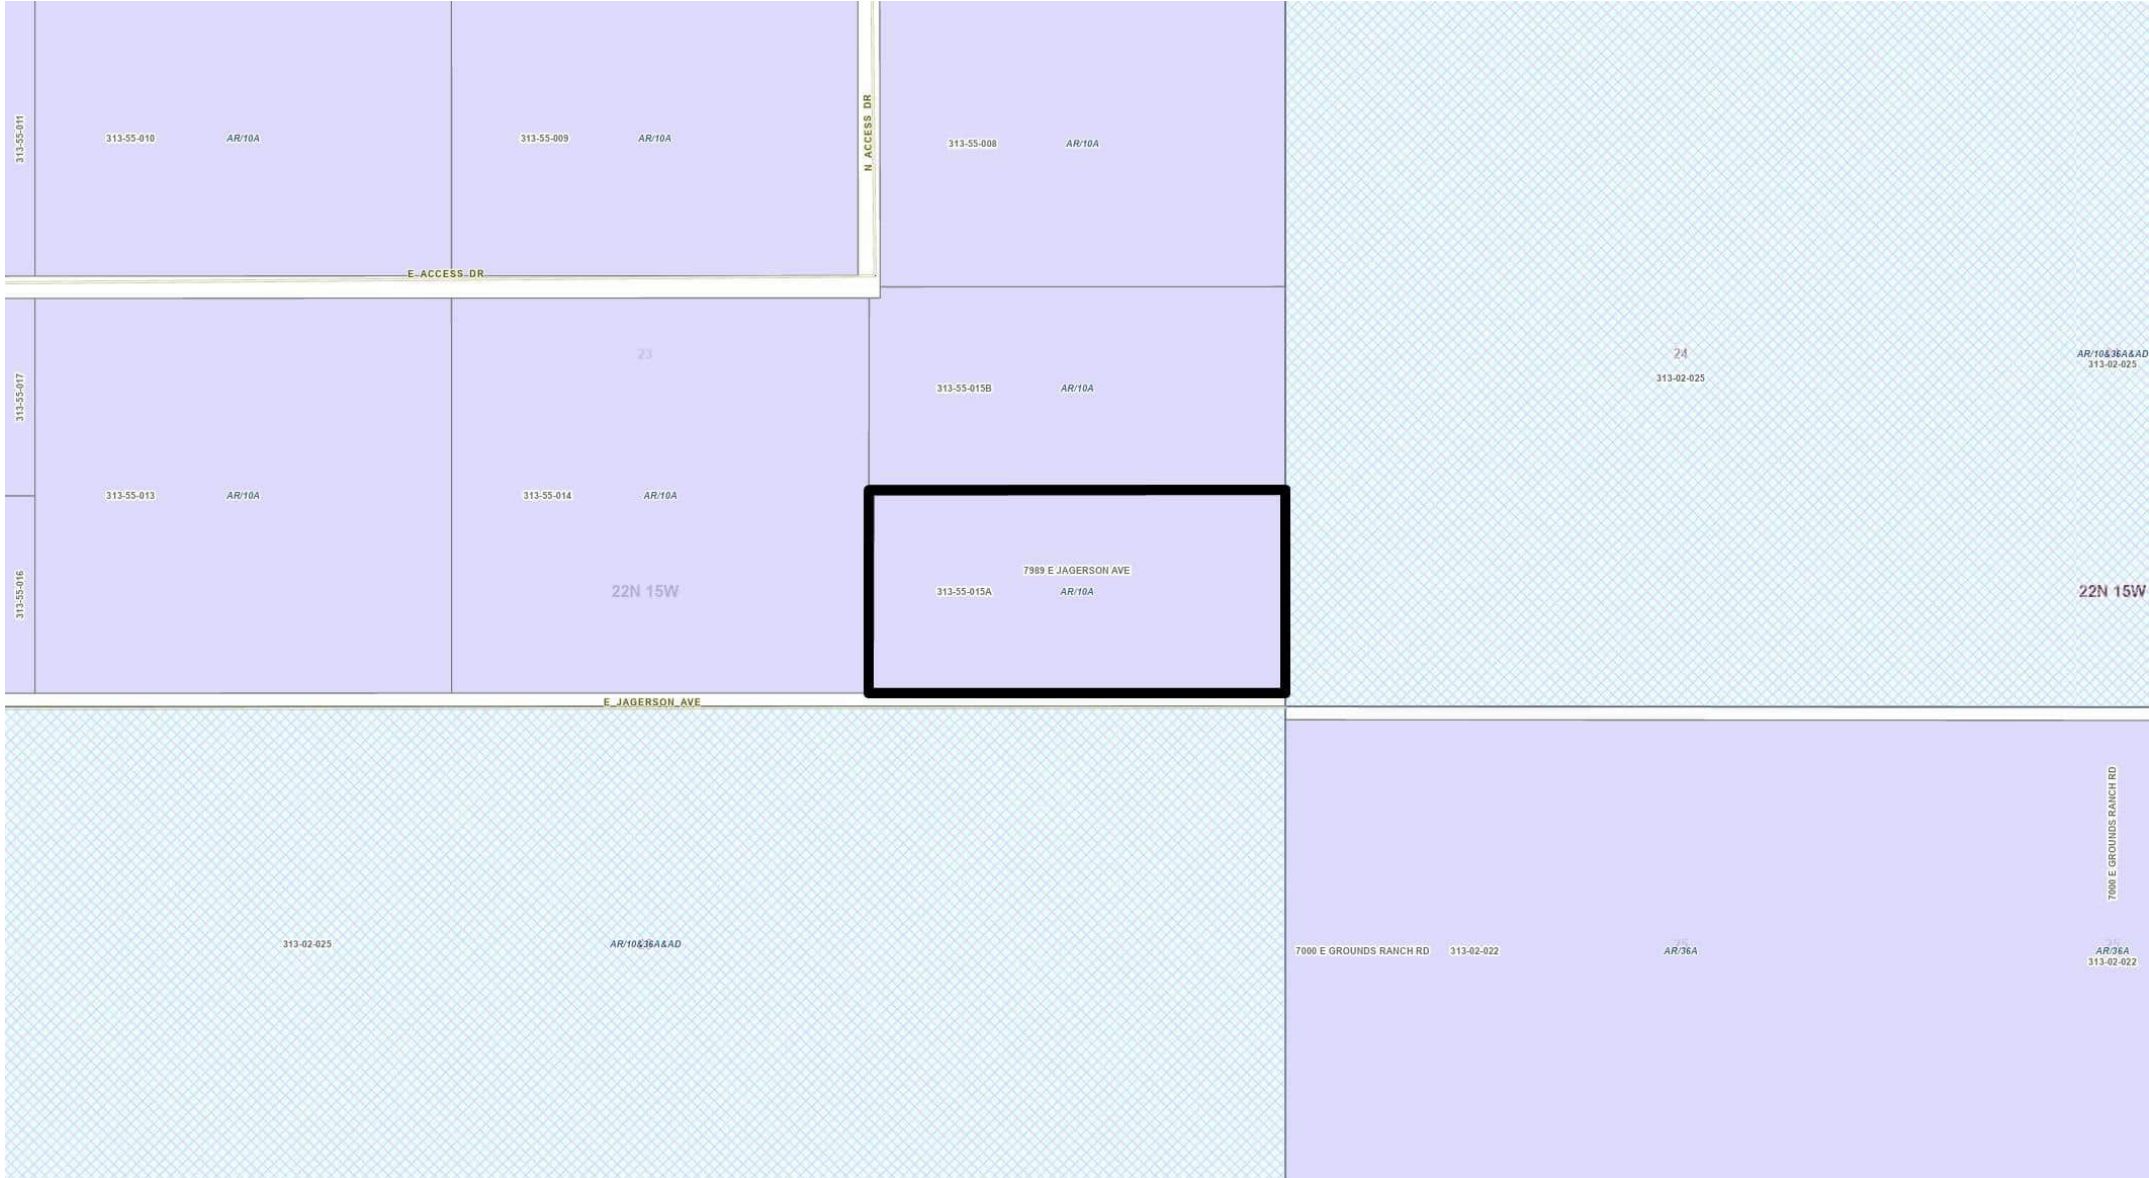 313-55-011
313-55-010
AR/10A
313-55-009
AR/10A
N ACCESS DR
313-55-008
AR/10A
E ACCESS DR
313-55-017
23
313-55-015B
AR/10A
24
313-02-025
AR/10&36A&AD
313-02-025
313-55-013
AR/10A
313-55-014
AR/10A
313-55-016
22N 15W
7989 E JAGERSON AVE
313-55-015A
AR/10A
22N 15W
E JAGERSON AVE
7000 E GROUNDS RANCH RD
313-02-025
AR/10&36A&AD
7000 E GROUNDS RANCH RD
313-02-022
AR/36A
AR/36A
313-02-022